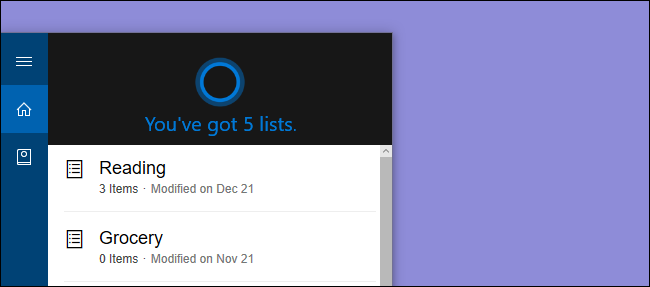 You've got 5 lists.
Reading
3 Items · Modified on Dec 21
Grocery
0 Items · Modified on Nov 21